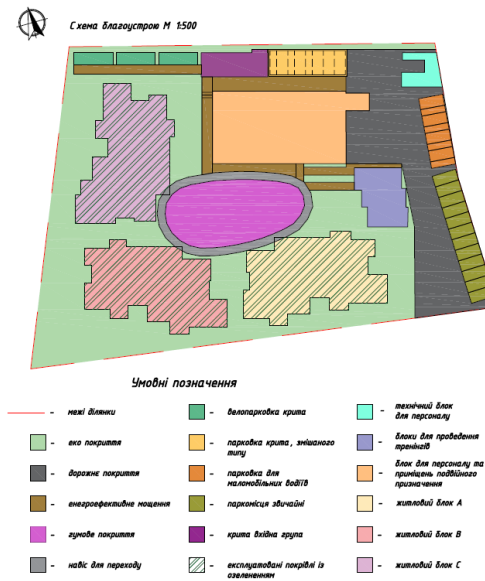 Схема благоустрою М 1:500
Умовні позначення
- межі ділянки
- еко покриття
- дорожнє покриття
- енегроефективне мощення
- гумове покриття
- навіс для переходу
- велопарковка крита
- парковка крита, змішаного
типу
- парковка для
маломобільних водіїв
- паркомісця звичайні
- крита вхідна група
- експлуатовані покрівлі із
озелененням
- технічний блок
для персоналу
- блоки для проведення
тренінгів
- блок для персоналу та
приміщень подвійного
призначення
- житловий блок А
- житловий блок В
- житловий блок С